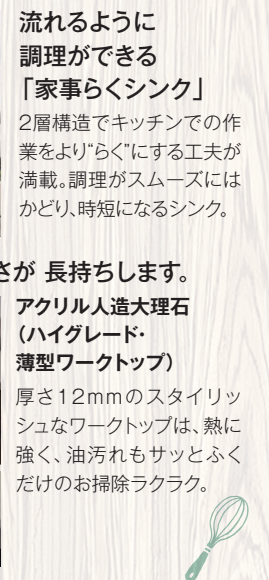 流れるように
調理ができる
「家事らくシンク」
2層構造でキッチンでの作
業をより“らく”にする工夫が
満載。調理がスムーズには
かどり、時短になるシンク。
さが 長持ちします。
アクリル人造大理石
（ハイグレード・
薄型ワークトップ）
厚さ12mmのスタイリッ
シュなワークトップは、熱に
強く、油汚れもサッとふく
だけのお掃除ラクラク。